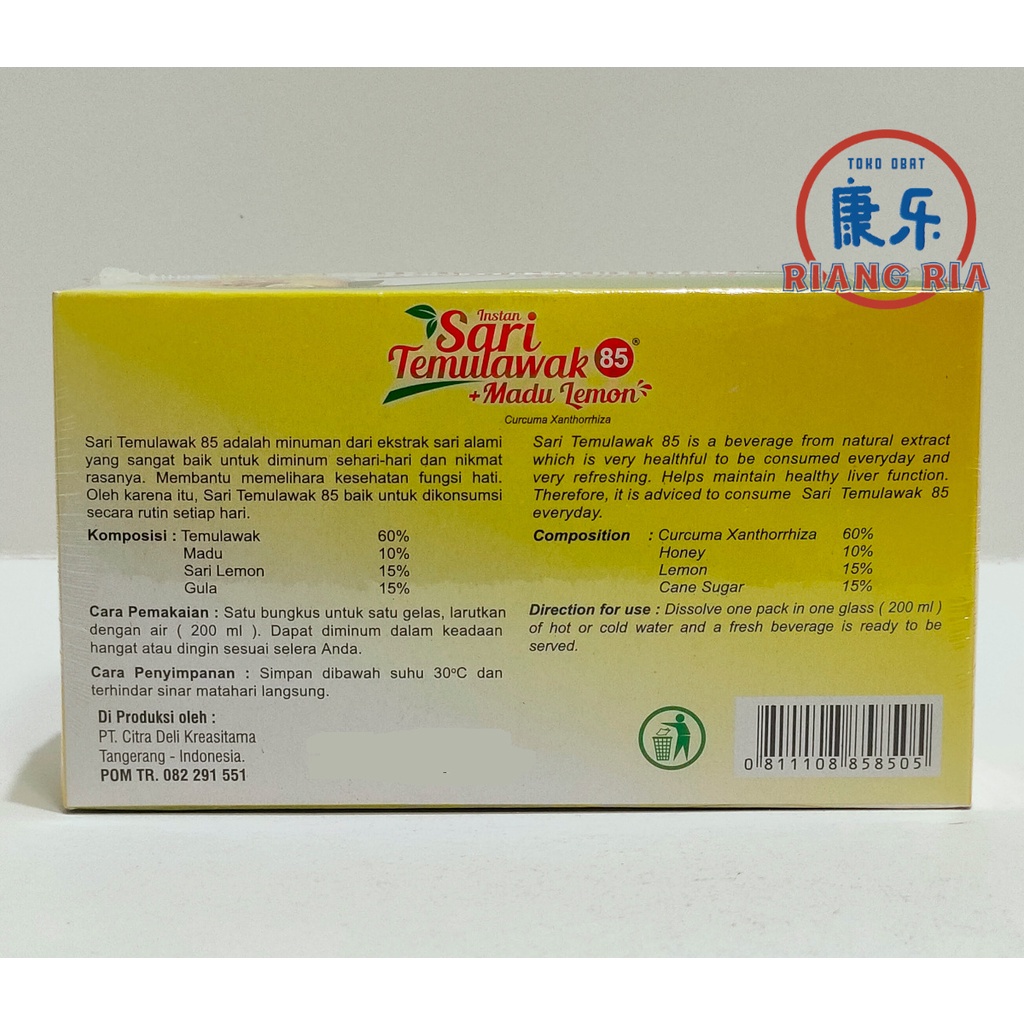 TOKO OBAT
康乐
RIANG RIA
Instan
Sari
Temulawak 85®
+Madu Lemon
Curcuma Xanthorrhiza
Sari Temulawak 85 adalah minuman dari ekstrak sari alami
yang sangat baik untuk diminum sehari-hari dan nikmat
rasanya. Membantu memelihara kesehatan fungsi hati.
Oleh karena itu, Sari Temulawak 85 baik untuk dikonsumsi
secara rutin setiap hari.
Komposisi : Temulawak 60%
Madu 10%
Sari Lemon 15%
Gula 15%
Cara Pemakaian : Satu bungkus untuk satu gelas, larutkan
dengan air ( 200 ml ). Dapat diminum dalam keadaan
hangat atau dingin sesuai selera Anda.
Cara Penyimpanan : Simpan dibawah suhu 30°C dan
terhindar sinar matahari langsung.
Di Produksi oleh :
PT. Citra Deli Kreasitama
Tangerang - Indonesia.
POM TR. 082 291 551
Sari Temulawak 85 is a beverage from natural extract
which is very healthful to be consumed everyday and
very refreshing. Helps maintain healthy liver function.
Therefore, it is adviced to consume Sari Temulawak 85
everyday.
Composition : Curcuma Xanthorrhiza 60%
Honey 10%
Lemon 15%
Cane Sugar 15%
Direction for use : Dissolve one pack in one glass ( 200 ml )
of hot or cold water and a fresh beverage is ready to be
served.
0 811108 858505